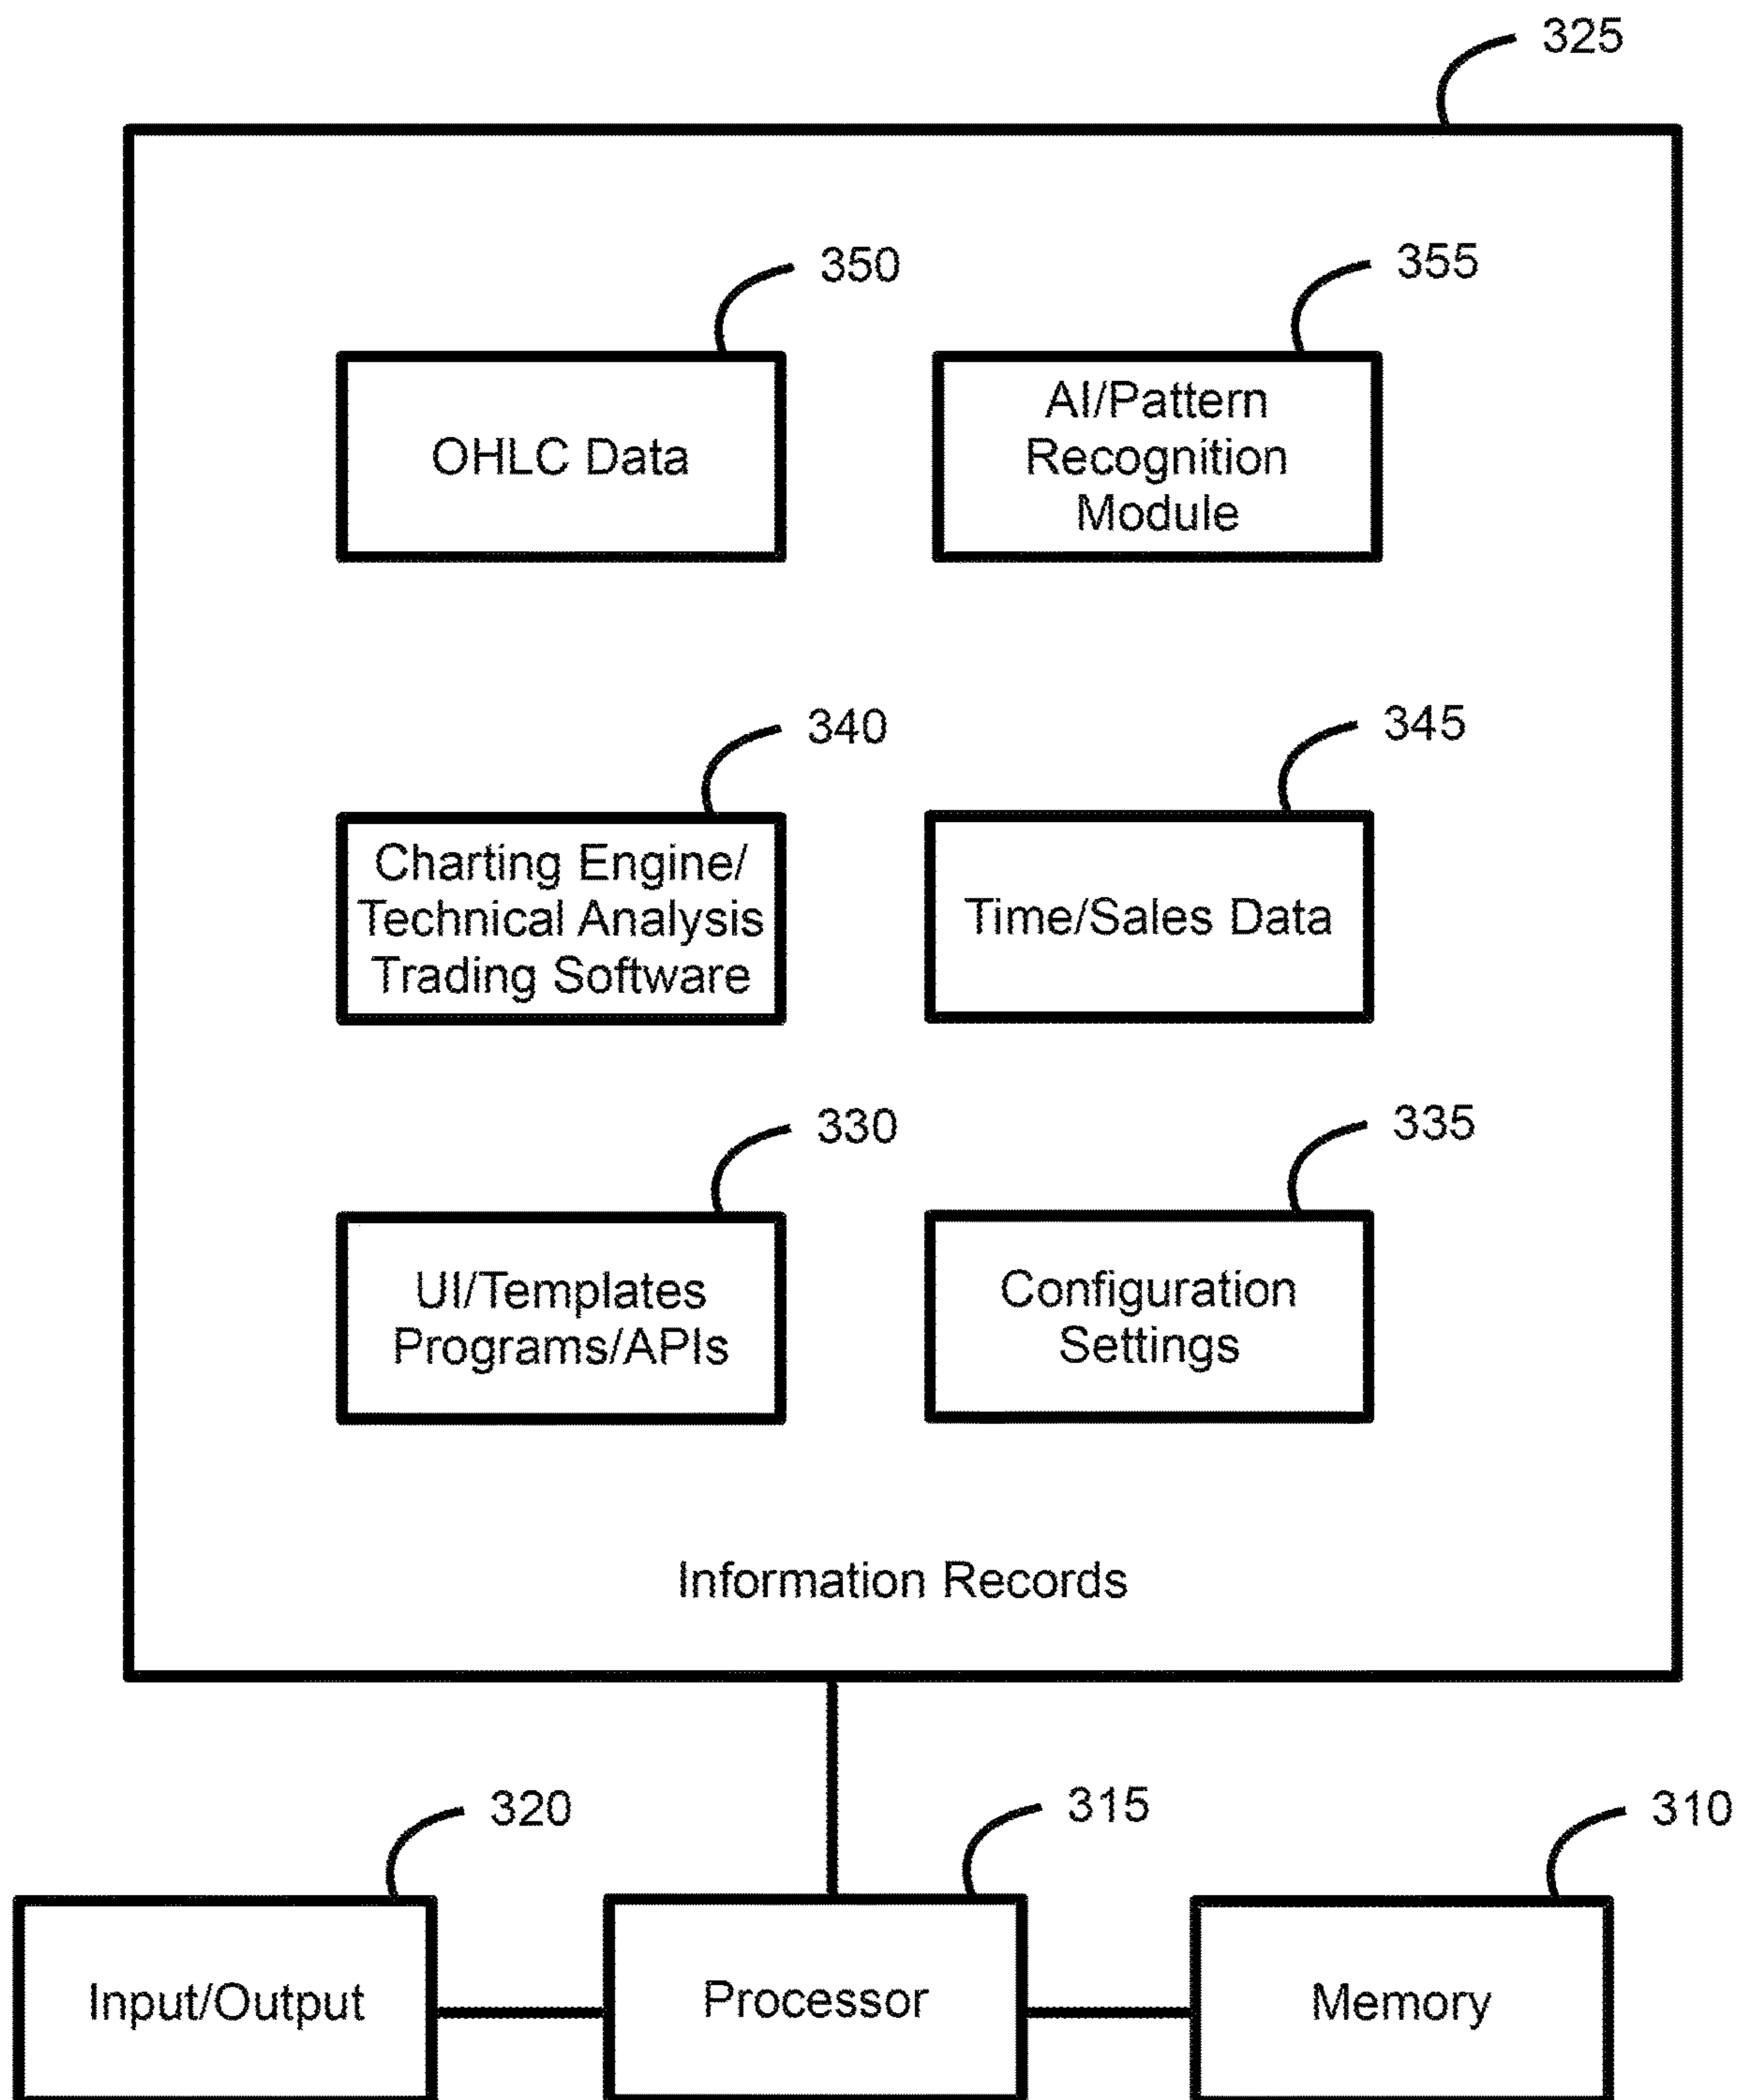 325
350
355
OHLC Data
AI/Pattern
Recognition
Module
340
345
Charting Engine/
Technical Analysis
Trading Software
Time/Sales Data
330
335
UI/Templates
Programs/APIs
Configuration
Settings
Information Records
320
315
310
Input/Output
Processor
Memory